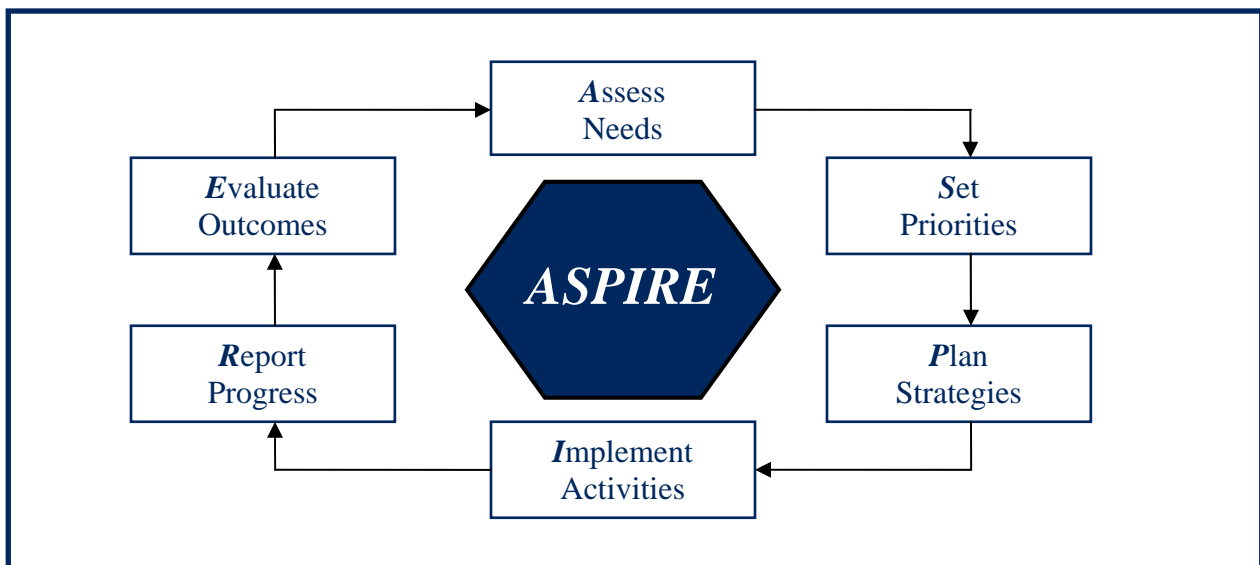 Assess
Needs
Set
Priorities
Plan
Strategies
Implement
Activities
Report
Progress
Evaluate
Outcomes
ASPIRE